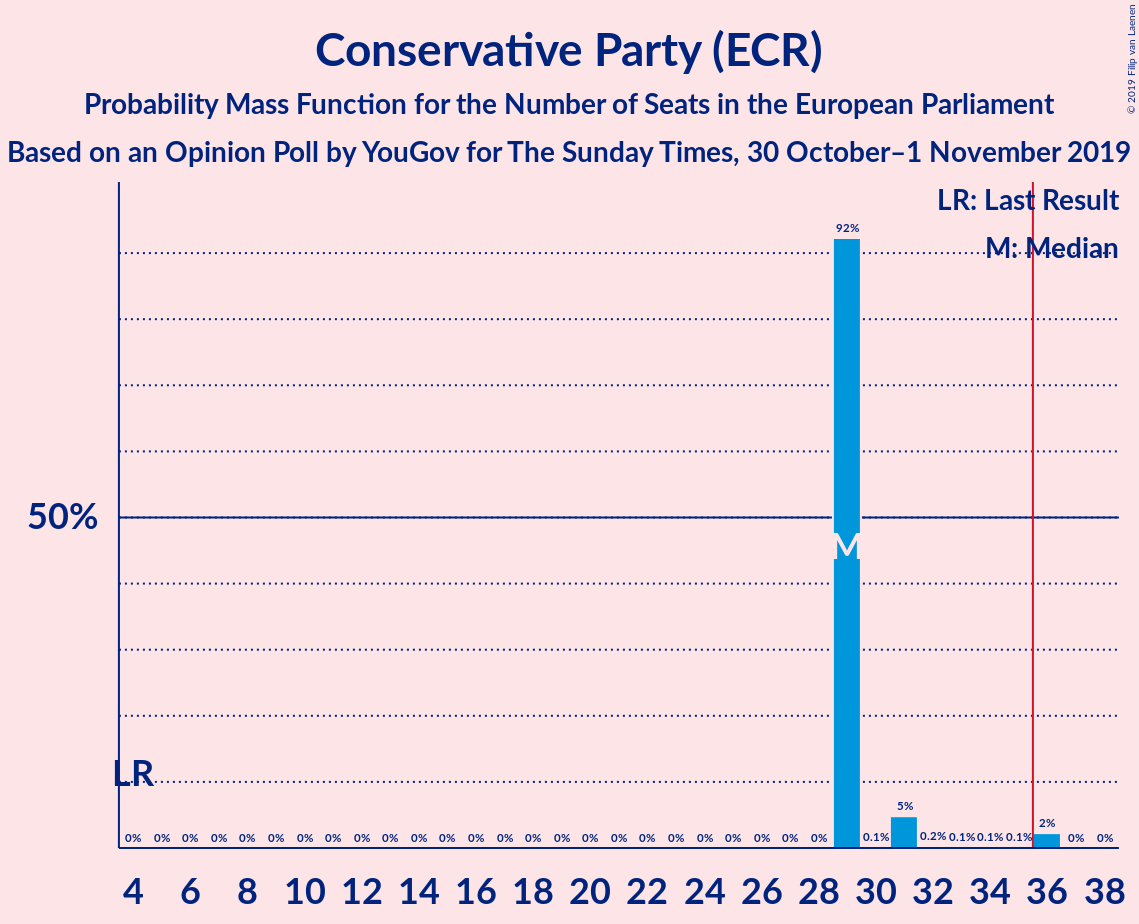 Conservative Party (ECR)
Probability Mass Function for the Number of Seats in the European Parliament
Based on an Opinion Poll by YouGov for The Sunday Times, 30 October–1 November 2019
© 2019 Filip van Laenen
LR: Last Result
M: Median
92%
50%
M
LR
0% 0% 0% 0% 0% 0% 0% 0% 0% 0% 0% 0% 0% 0% 0% 0% 0% 0% 0% 0% 0% 0% 0% 0% 0% 0.1% 5% 0.2% 0.1% 0.1% 0.1% 2% 0% 0%
4 6 8 10 12 14 16 18 20 22 24 26 28 30 32 34 36 38